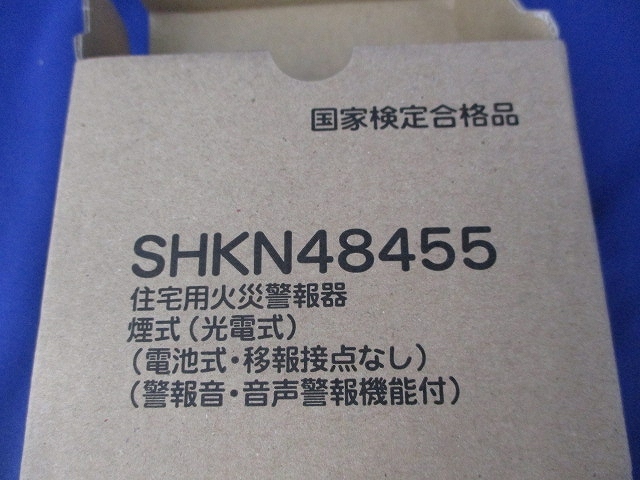 国家検定合格品
SHKN48455
住宅用火災警報器
煙式（光電式）
（電池式・移報接点なし）
（警報音・音声警報機能付）